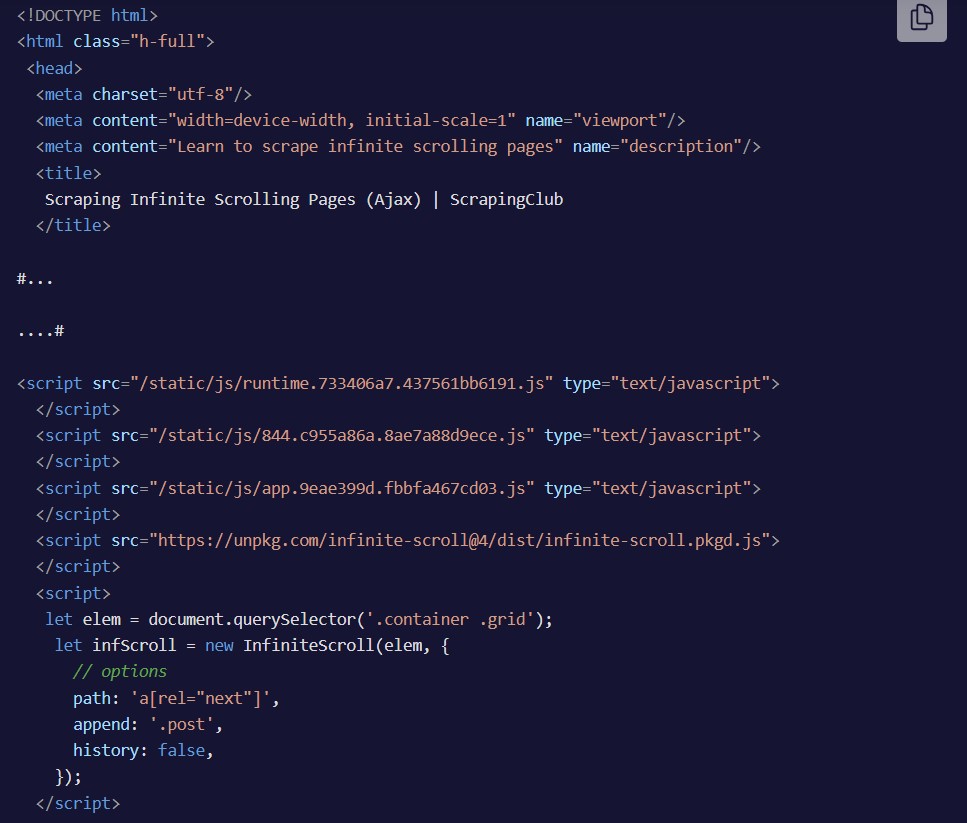 <!DOCTYPE html>
<html class="h-full">
<head>
<meta charset="utf-8"/>
<meta content="width=device-width, initial-scale=1" name="viewport"/>
<meta content="Learn to scrape infinite scrolling pages" name="description"/>
<title>
Scraping Infinite Scrolling Pages (Ajax) | ScrapingClub
</title>
#...
....#
<script src="/static/js/runtime.733406a7.437561bb6191.js" type="text/javascript">
</script>
<script src="/static/js/844.c955a86a.8ae7a88d9ece.js" type="text/javascript">
</script>
<script src="/static/js/app.9eae399d.fbbfa467cd03.js" type="text/javascript">
</script>
<script src="https://unpkg.com/infinite-scroll@4/dist/infinite-scroll.pkgd.js">
</script>
<script>
let elem = document.querySelector('.container .grid');
let infScroll = new InfiniteScroll(elem, {
// options
path: 'a[rel="next"]',
append: '.post',
history: false,
});
</script>